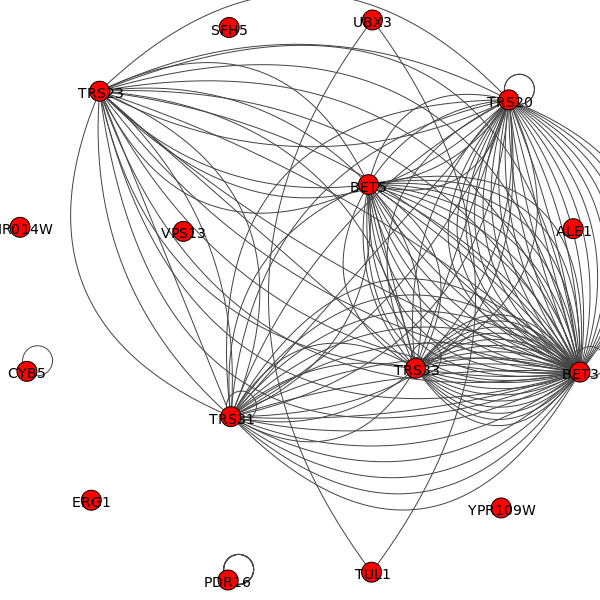 UBX3
SFH5
TRS23
TRS20
BET5
IR014W
VPS13
ALE1
CYB5
TRS33
BET3
TRS31
ERG1
YPR109W
PDR16
TUL1